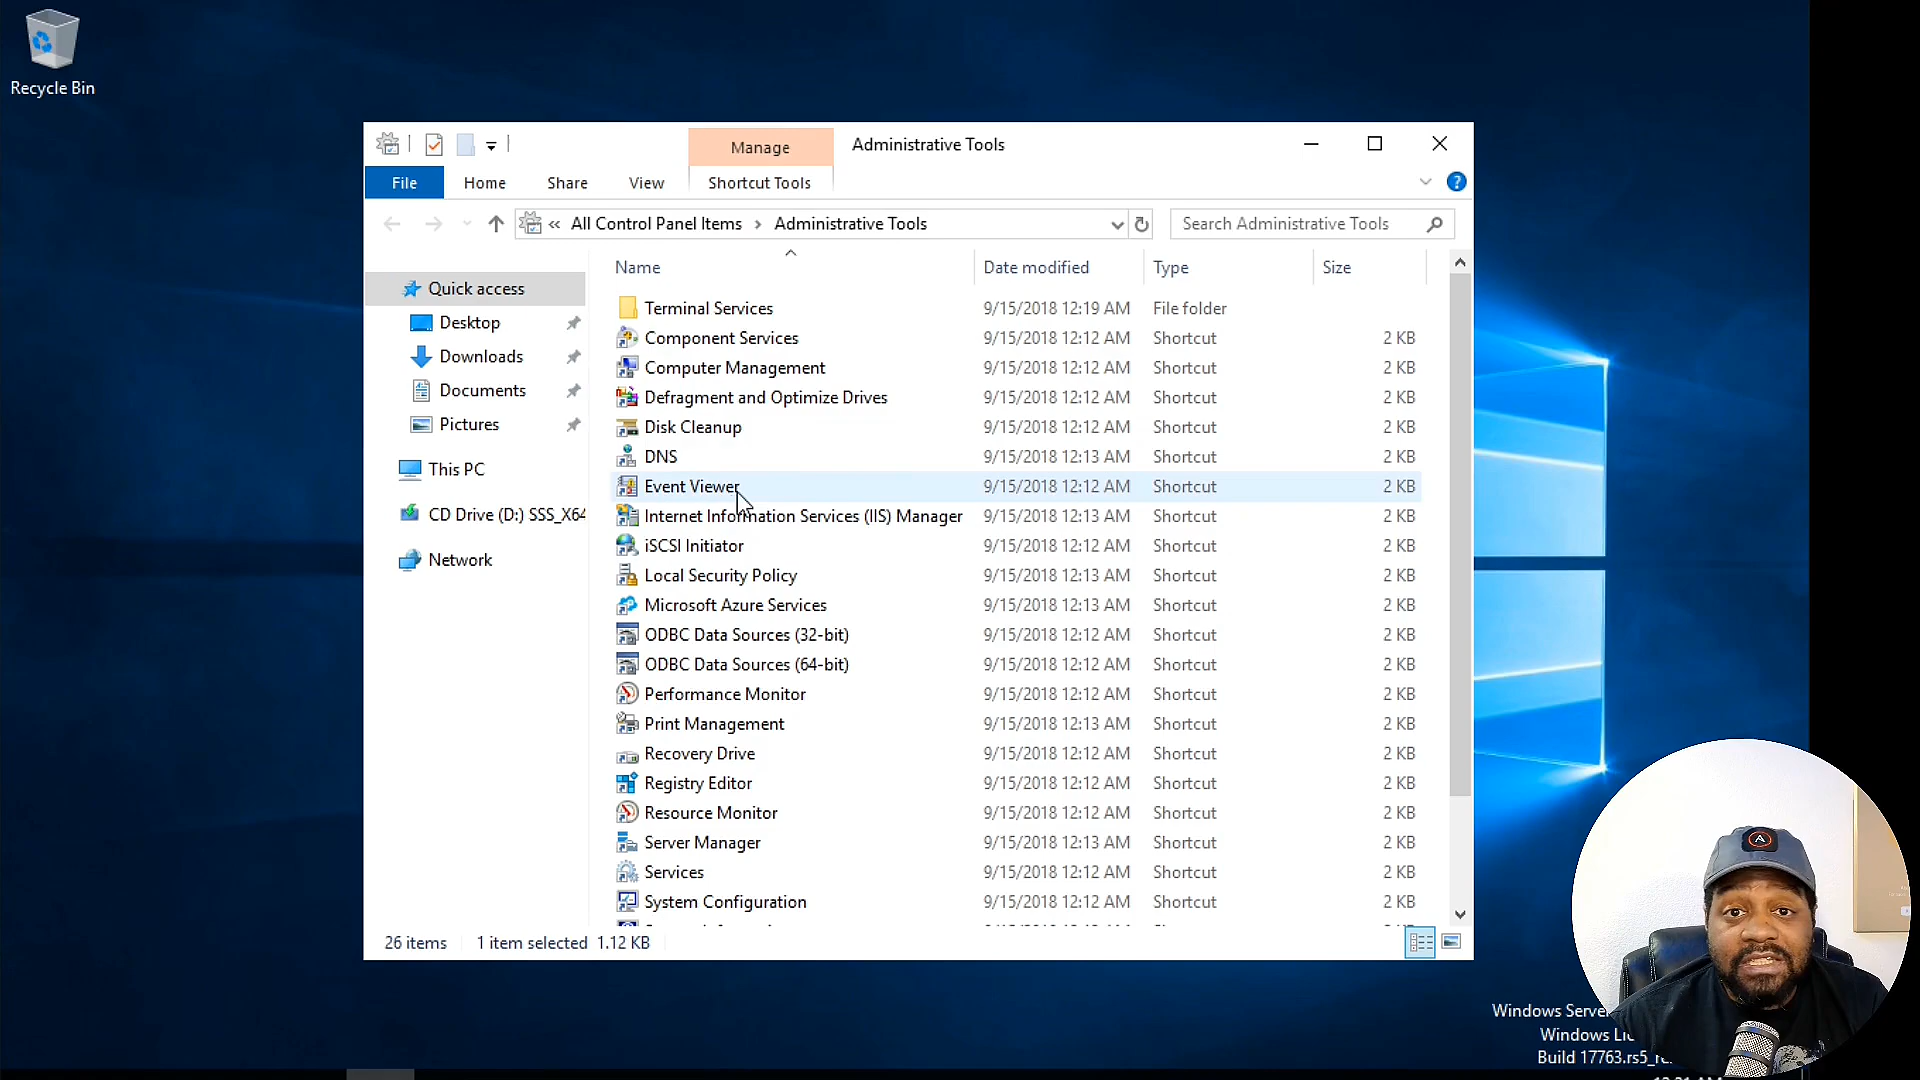 Recycle Bin
Manage
Administrative Tools
File
Home
Share
View
Shortcut Tools
« All Control Panel Items > Administrative Tools
Search Administrative Tools
Name
Date modified
Type
Size
Quick access
Desktop
Downloads
Documents
Pictures
This PC
CD Drive (D:) SSS_X64
Network
Terminal Services 9/15/2018 12:19 AM File folder
Component Services 9/15/2018 12:12 AM Shortcut 2 KB
Computer Management 9/15/2018 12:12 AM Shortcut 2 KB
Defragment and Optimize Drives 9/15/2018 12:12 AM Shortcut 2 KB
Disk Cleanup 9/15/2018 12:12 AM Shortcut 2 KB
DNS 9/15/2018 12:13 AM Shortcut 2 KB
Event Viewer 9/15/2018 12:12 AM Shortcut 2 KB
Internet Information Services (IIS) Manager 9/15/2018 12:13 AM Shortcut 2 KB
iSCSI Initiator 9/15/2018 12:12 AM Shortcut 2 KB
Local Security Policy 9/15/2018 12:13 AM Shortcut 2 KB
Microsoft Azure Services 9/15/2018 12:13 AM Shortcut 2 KB
ODBC Data Sources (32-bit) 9/15/2018 12:12 AM Shortcut 2 KB
ODBC Data Sources (64-bit) 9/15/2018 12:12 AM Shortcut 2 KB
Performance Monitor 9/15/2018 12:12 AM Shortcut 2 KB
Print Management 9/15/2018 12:13 AM Shortcut 2 KB
Recovery Drive 9/15/2018 12:12 AM Shortcut 2 KB
Registry Editor 9/15/2018 12:12 AM Shortcut 2 KB
Resource Monitor 9/15/2018 12:12 AM Shortcut 2 KB
Server Manager 9/15/2018 12:13 AM Shortcut 2 KB
Services 9/15/2018 12:12 AM Shortcut 2 KB
System Configuration 9/15/2018 12:12 AM Shortcut 2 KB
26 items 1 item selected 1.12 KB
Windows Serve
Windows Lic
Build 17763.rs5_re